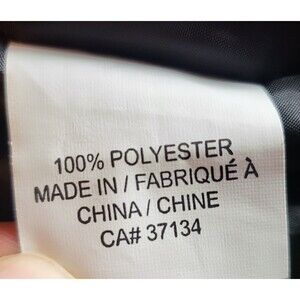 100% POLYESTER
MADE IN / FABRIQUÉ À
CHINA / CHINE
CA# 37134